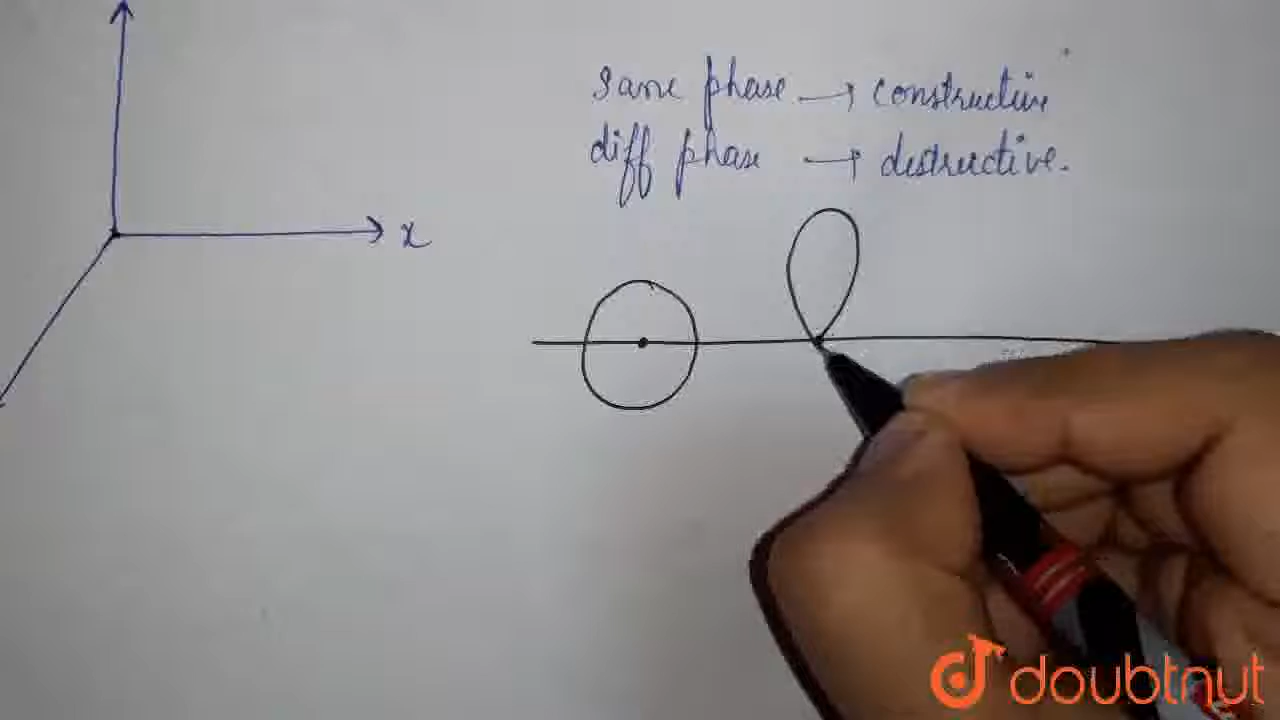 same phase → constructive
diff phase → destructive.
x
doubtnut